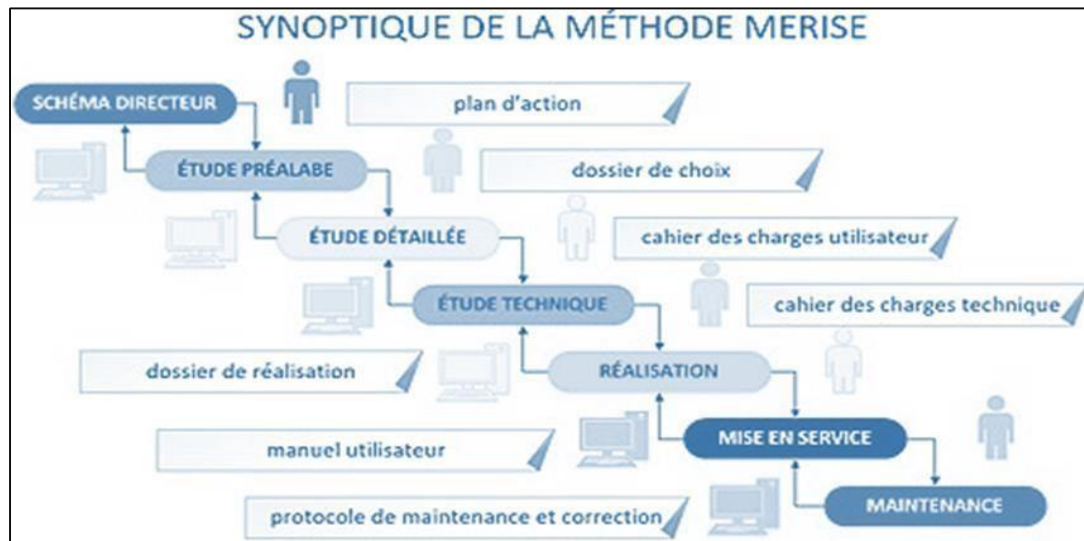 SYNOPTIQUE DE LA MÉTHODE MERISE
SCHÉMA DIRECTEUR
plan d'action
ÉTUDE PRÉALABE
dossier de choix
ÉTUDE DÉTAILLÉE
cahier des charges utilisateur
ÉTUDE TECHNIQUE
cahier des charges technique
dossier de réalisation
RÉALISATION
manuel utilisateur
MISE EN SERVICE
protocole de maintenance et correction
MAINTENANCE